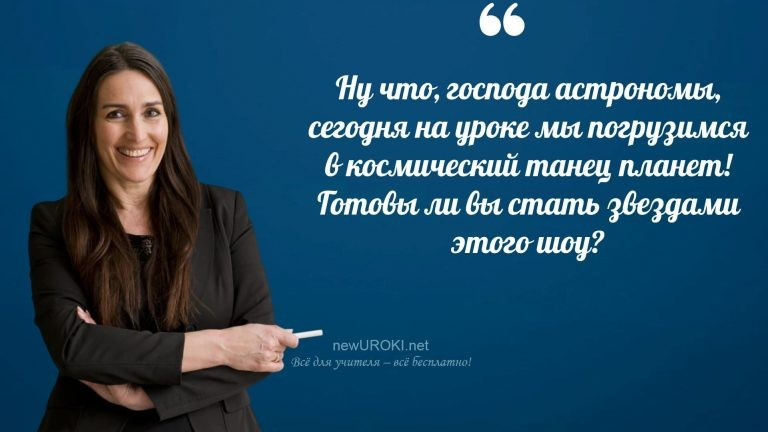 Ну что, господа астрономы,
сегодня на уроке мы погрузимся
в космический танец планет!
Готовы ли вы стать звездами
этого шоу?
newUROKI.net
Всё для учителя – всё бесплатно!